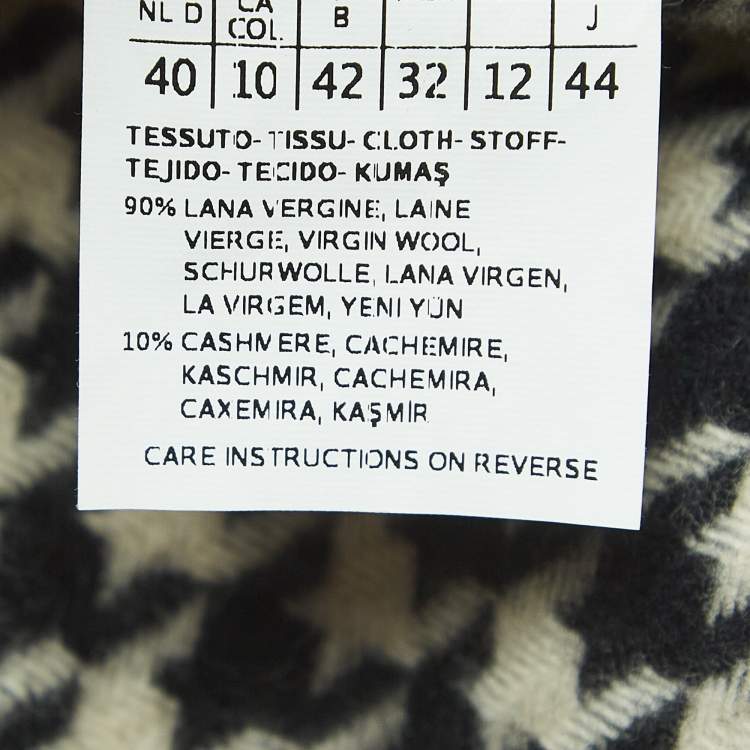 NL D CA B J
COL.
40 10 42 32 12 44
TESSUTO-TISSU-CLOTH-STOFF-
TEJIDO-TECIDO-KUMAŞ
90% LANA VERGINE, LAINE
VIERGE, VIRGIN WOOL,
SCHURWOLLE, LANA VIRGEN,
LA VIRGEM, YENI YÜN
10% CASHMERE, CACHEMIRE,
KASCHMIR, CACHEMIRA,
CAXEMIRA, KAŞMIR
CARE INSTRUCTIONS ON REVERSE